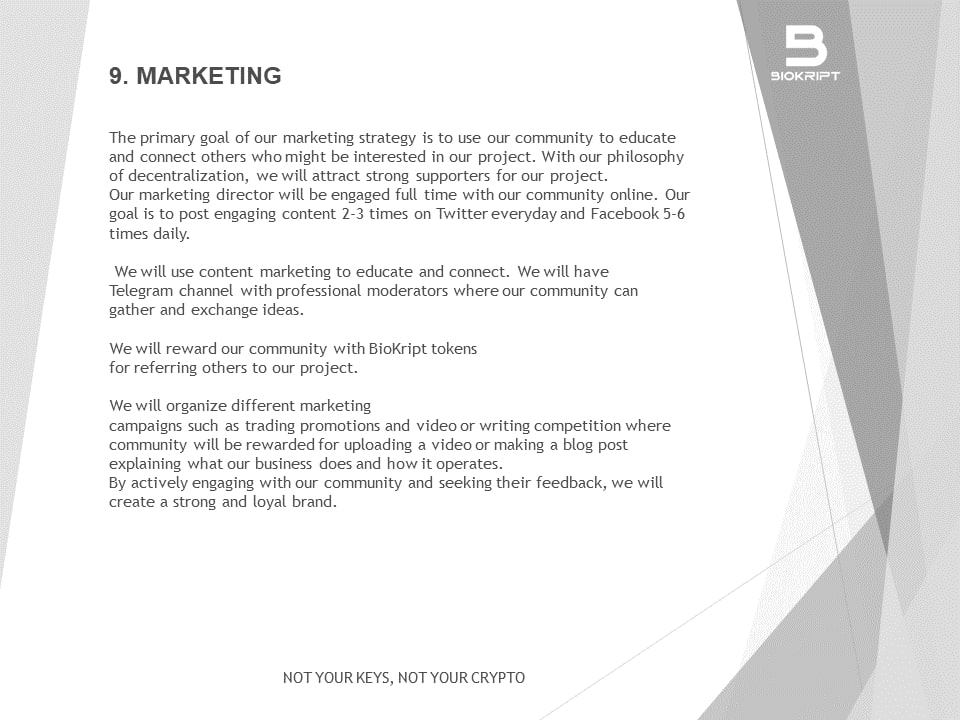 BIOKRIPT
9. MARKETING
The primary goal of our marketing strategy is to use our community to educate
and connect others who might be interested in our project. With our philosophy
of decentralization, we will attract strong supporters for our project.
Our marketing director will be engaged full time with our community online. Our
goal is to post engaging content 2-3 times on Twitter everyday and Facebook 5-6
times daily.
We will use content marketing to educate and connect. We will have
Telegram channel with professional moderators where our community can
gather and exchange ideas.
We will reward our community with BioKript tokens
for referring others to our project.
We will organize different marketing
campaigns such as trading promotions and video or writing competition where
community will be rewarded for uploading a video or making a blog post
explaining what our business does and how it operates.
By actively engaging with our community and seeking their feedback, we will
create a strong and loyal brand.
NOT YOUR KEYS, NOT YOUR CRYPTO